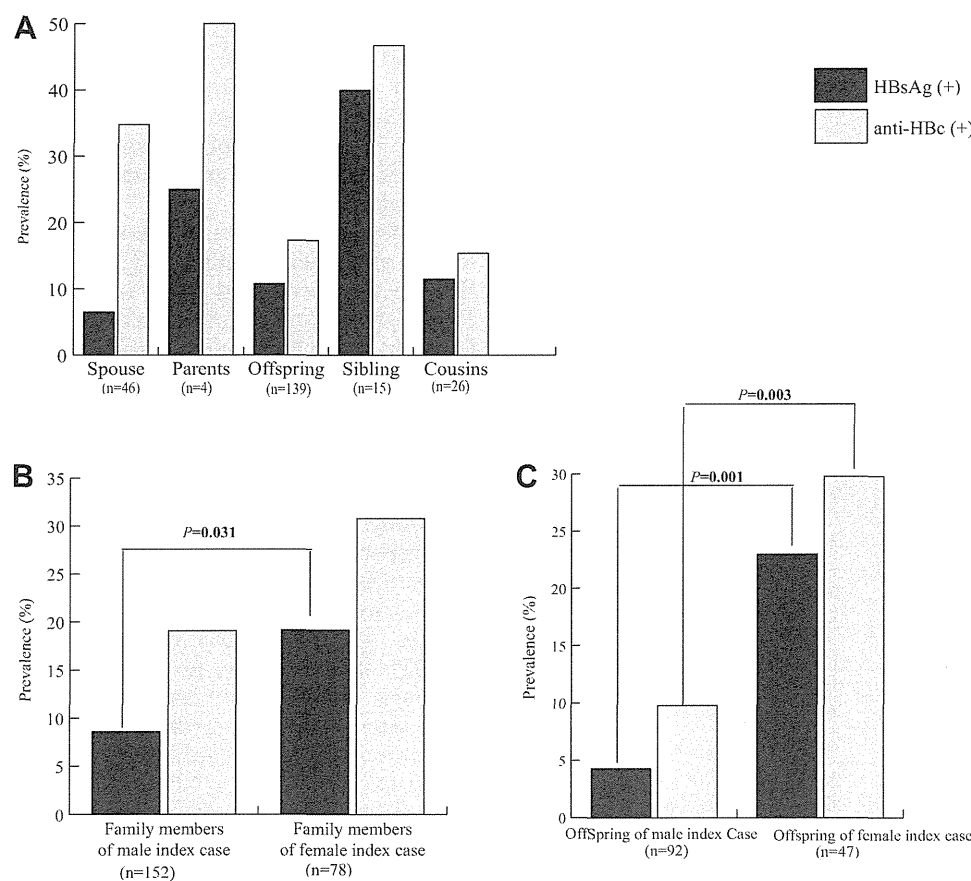 A
50
40
30
20
10
0
Prevalence (%)
Spouse Parents Offspring Sibling Cousins
(n=46) (n=4) (n=139) (n=15) (n=26)
HBsAg (+)
anti-HBc (+)
B
35
30
25
20
15
10
5
0
Prevalence (%)
P=0.031
Family members Family members
of male index case of female index case
(n=152) (n=78)
C
P=0.003
P=0.001
30
25
20
15
10
5
0
Prevalence (%)
OffSpring of male index Case Offspring of female index case
(n=92) (n=47)